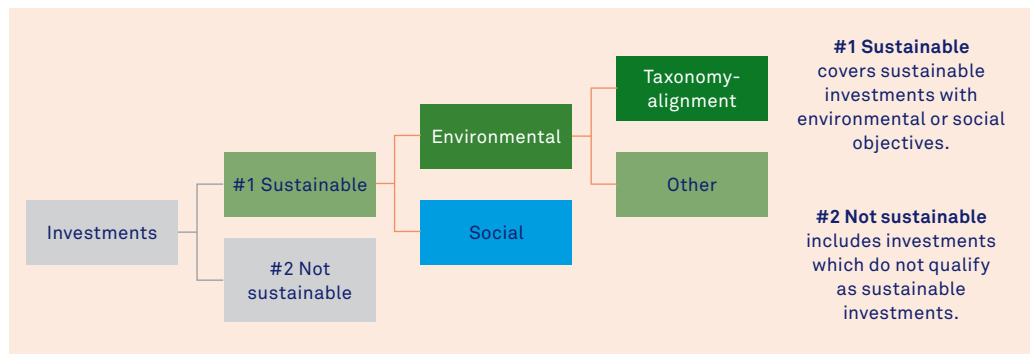 Investments
#1 Sustainable
#2 Not
sustainable
Environmental
Social
Taxonomy-
alignment
Other
#1 Sustainable
covers sustainable
investments with
environmental or social
objectives.
#2 Not sustainable
includes investments
which do not qualify
as sustainable
investments.